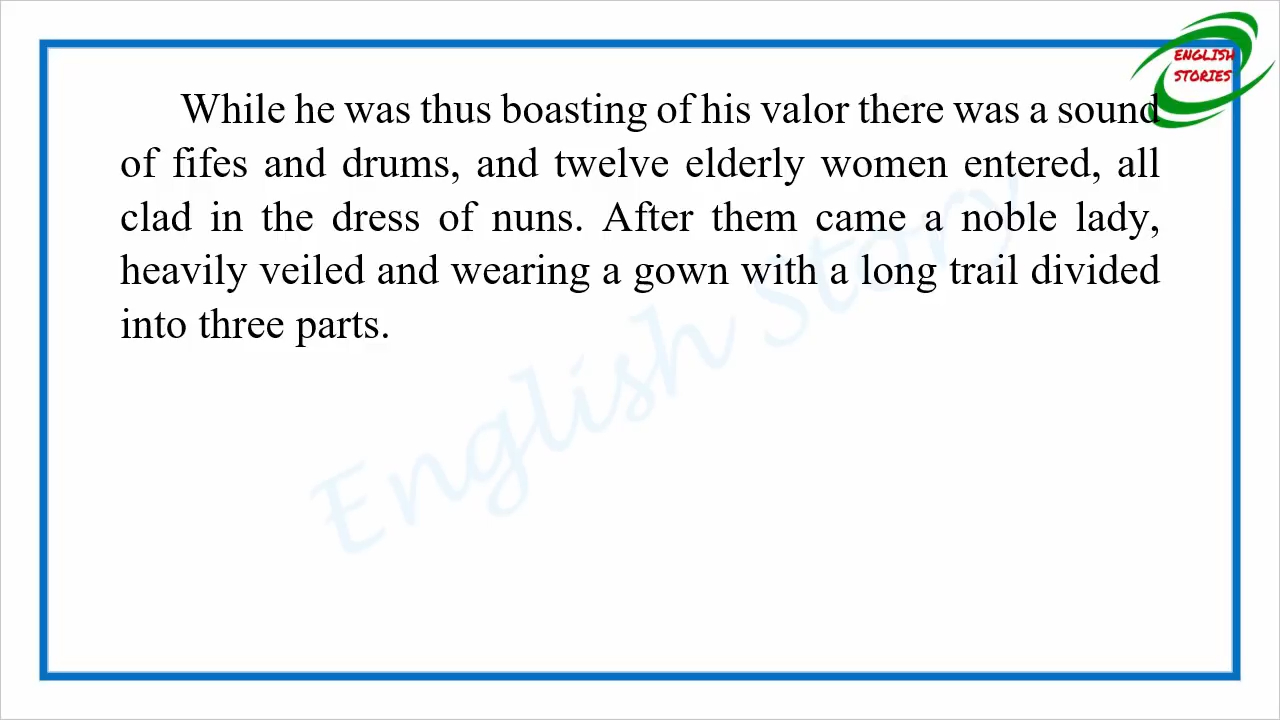 ENGLISH
STORIES
While he was thus boasting of his valor there was a sound
of fifes and drums, and twelve elderly women entered, all
clad in the dress of nuns. After them came a noble lady,
heavily veiled and wearing a gown with a long trail divided
into three parts.
English Story